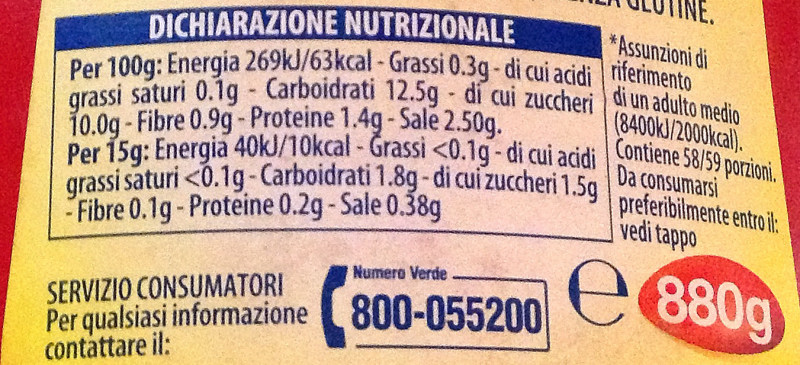 GLUTINE.
DICHIARAZIONE NUTRIZIONALE
Per 100g: Energia 269kJ/63kcal - Grassi 0.3g - di cui acidi
grassi saturi 0.1g - Carboidrati 12.5g - di cui zuccheri
10.0g - Fibre 0.9g - Proteine 1.4g - Sale 2.50g.
Per 15g: Energia 40kJ/10kcal - Grassi <0.1g - di cui acidi
grassi saturi <0.1g - Carboidrati 1.8g - di cui zuccheri 1.5g
- Fibre 0.1g - Proteine 0.2g - Sale 0.38g
*Assunzioni di
riferimento
di un adulto medio
(8400kJ/2000kcal).
Contiene 58/59 porzioni.
Da consumarsi
preferibilmente entro il:
vedi tappo
SERVIZIO CONSUMATORI
Per qualsiasi informazione
contattare il:
Numero Verde
800-055200
e 880g